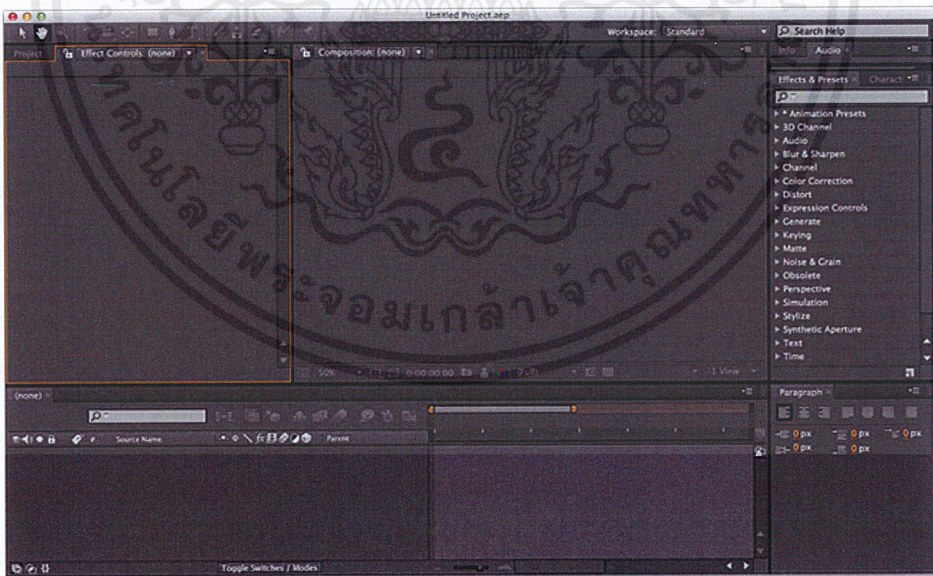 Untitled Project.aep
Workspace: Standard
Search Help
Project
Effect Controls: (none)
Composition: (none)
Info
Audio
Effects & Presets
Charact
* Animation Presets
3D Channel
Audio
Blur & Sharpen
Channel
Color Correction
Distort
Expression Controls
Generate
Keying
Matte
Noise & Grain
Obsolete
Perspective
Simulation
Stylize
Synthetic Aperture
Text
Time
คโนโลยีพระจอมเกล้าเจ้าคุณทหาร
50%
0:00:00:00
1 View
(none)
Paragraph
# Source Name
Parent
0 px 0 px 0 px
0 px 0 px
Toggle Switches / Modes